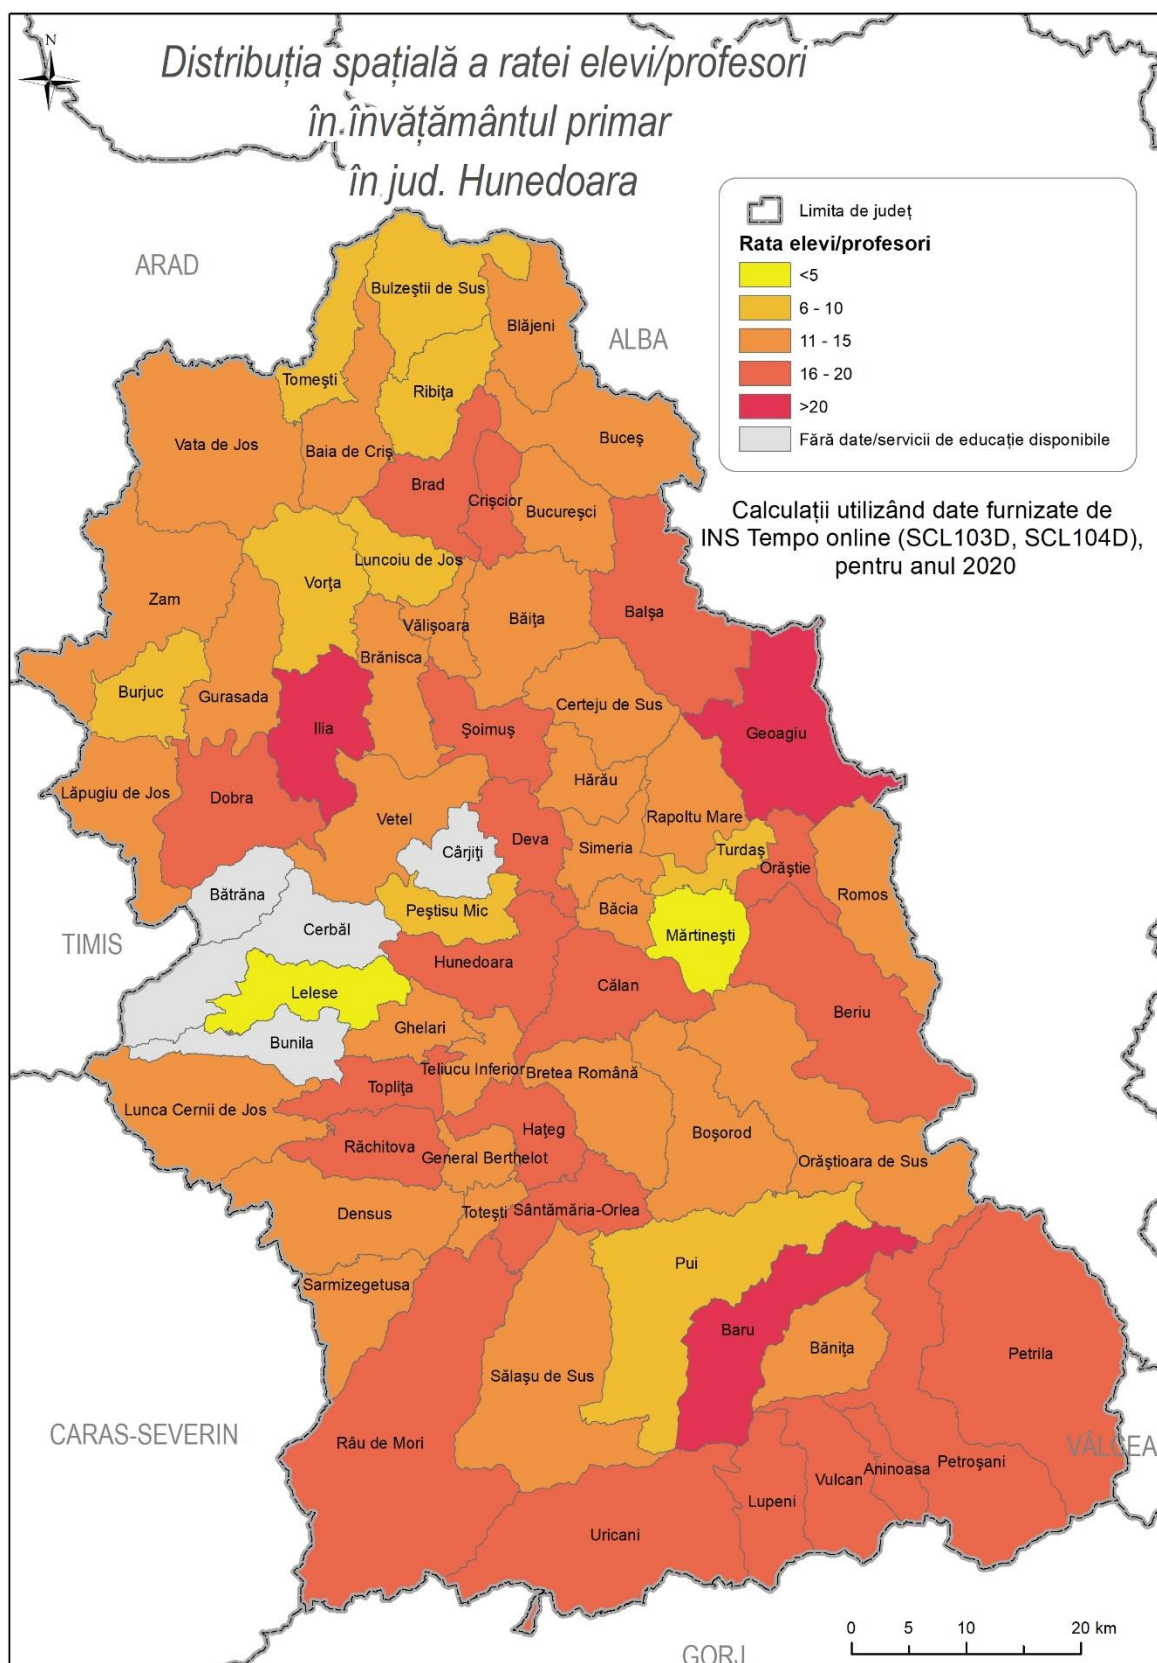 N
Distribuția spațială a ratei elevi/profesori
în învățământul primar
în jud. Hunedoara
Limita de județ
Rata elevi/profesori
<5
6 - 10
11 - 15
16 - 20
>20
Fără date/servicii de educație disponibile
Calculații utilizând date furnizate de
INS Tempo online (SCL103D, SCL104D),
pentru anul 2020
ARAD
ALBA
Bulzeştii de Sus
Blăjeni
Tomeşti
Ribiţa
Vata de Jos
Baia de Criş
Buceş
Brad
Crişcior
Bucureşci
Luncoiu de Jos
Vorţa
Zam
Balşa
Vălişoara
Băiţa
Brănisca
Burjuc
Gurasada
Certeju de Sus
Ilia
Şoimuş
Geoagiu
Hărău
Lăpugiu de Jos
Dobra
Vetel
Rapoltu Mare
Deva
Simeria
Turdaş
Cârjiţi
Orăştie
Bătrâna
Romos
Peştisu Mic
Băcia
Cerbăl
Mărtineşti
TIMIS
Hunedoara
Călan
Lelese
Beriu
Ghelari
Bunila
Teliucu Inferior
Bretea Română
Topliţa
Lunca Cernii de Jos
Haţeg
Boşorod
Răchitova
General Berthelot
Orăştioara de Sus
Densus
Toteşti
Sântămăria-Orlea
Pui
Sarmizegetusa
Baru
Băniţa
Petrila
Sălaşu de Sus
CARAS-SEVERIN
Râu de Mori
VÂLCEA
Petroşani
Aninoasa
Vulcan
Lupeni
Uricani
0 5 10 20 km
GORJ